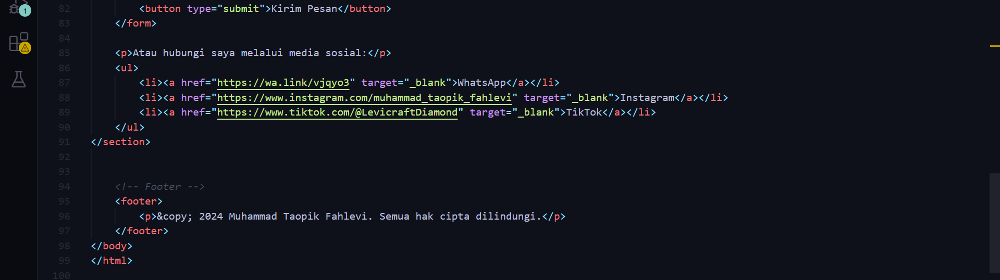 1
82 <button type="submit">Kirim Pesan</button>
83 </form>
84
85 <p>Atau hubungi saya melalui media sosial:</p>
86 <ul>
87 <li><a href="https://wa.link/vjqyo3" target="_blank">WhatsApp</a></li>
88 <li><a href="https://www.instagram.com/muhammad_taopik_fahlevi" target="_blank">Instagram</a></li>
89 <li><a href="https://www.tiktok.com/@LevicraftDiamond" target="_blank">TikTok</a></li>
90 </ul>
91 </section>
92
93
94 <!-- Footer -->
95 <footer>
96 <p>&copy; 2024 Muhammad Taopik Fahlevi. Semua hak cipta dilindungi.</p>
97 </footer>
98 </body>
99 </html>
100